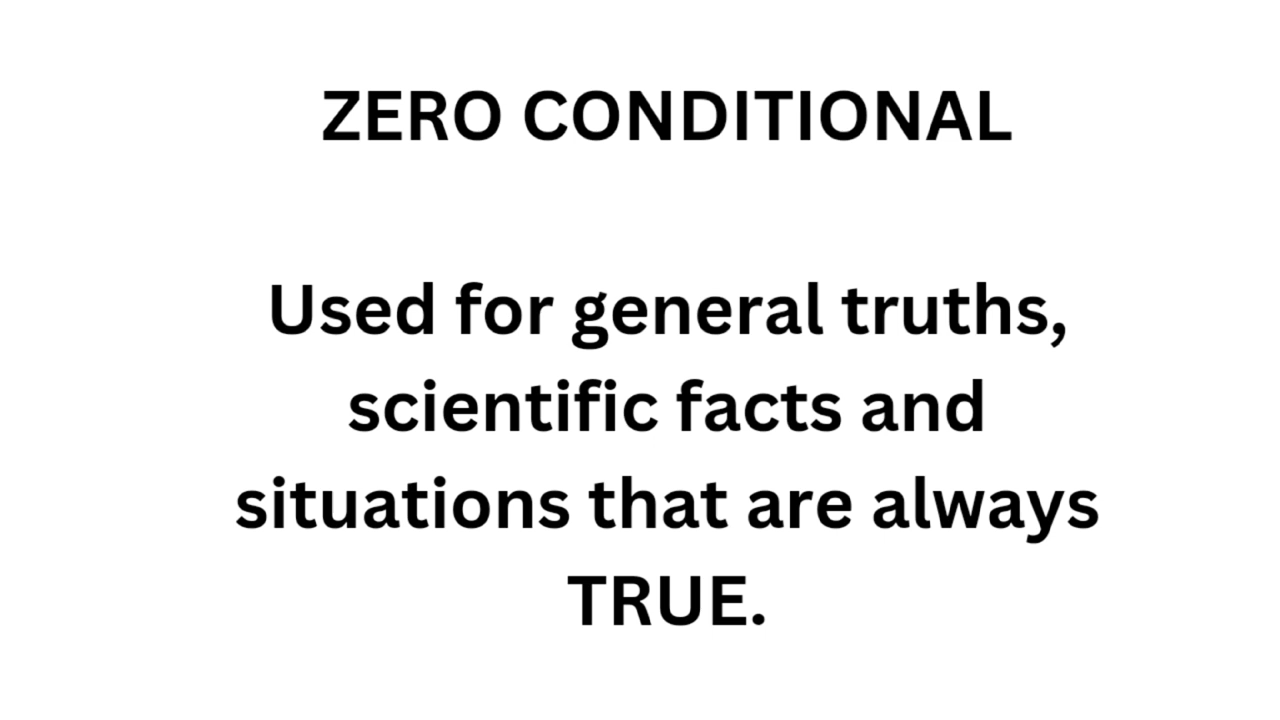 ZERO CONDITIONAL
Used for general truths,
scientific facts and
situations that are always
TRUE.